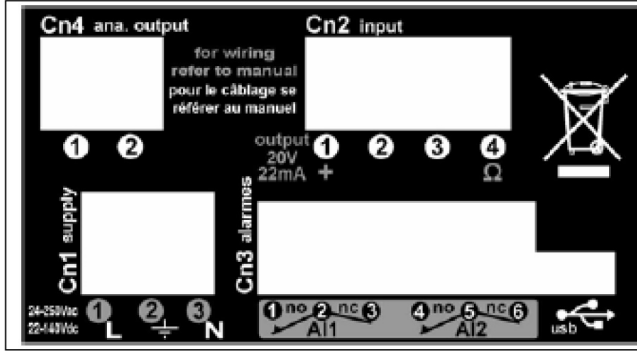 Cn4 ana. output
Cn2 input
for wiring
refer to manual
pour le câblage se
référer au manuel
1 2
output
20V
22mA
1 2 3 4
+ Ω
Cn1 supply
Cn3 alarmes
24-250Vac
22-140Vdc
1 2 3
L N
1 no 2 nc 3
Al1
4 no 5 nc 6
Al2
usb